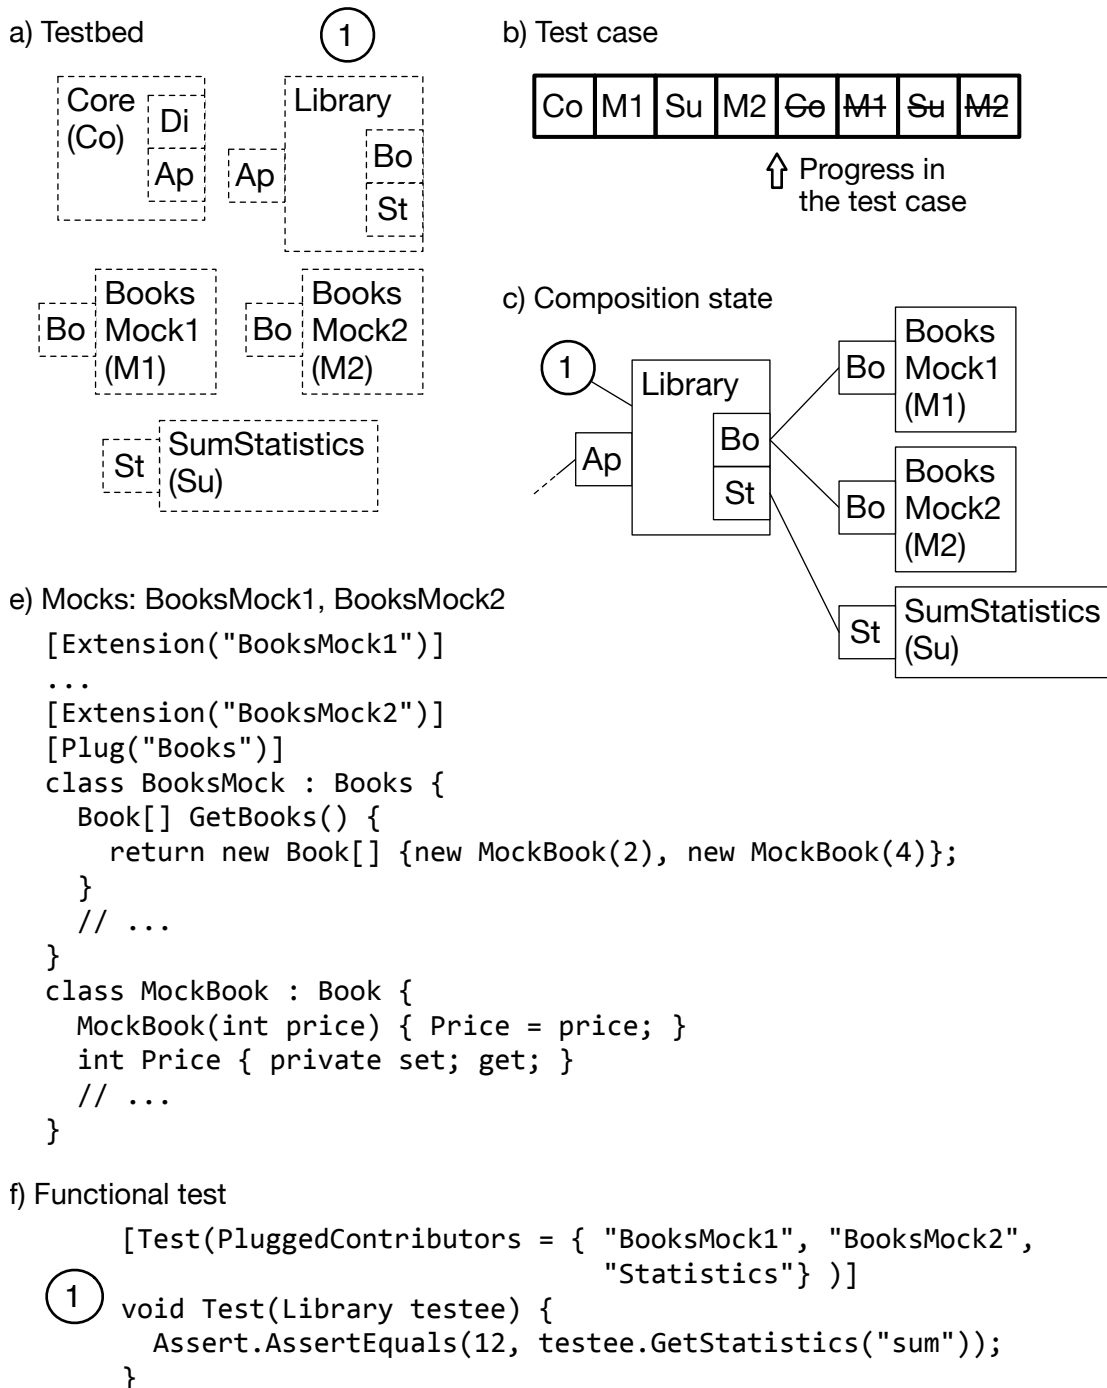 a) Testbed
1
Core
(Co)
Di
Ap
Ap
Library
Bo
St
Bo
Books
Mock1
(M1)
Bo
Books
Mock2
(M2)
St
SumStatistics
(Su)
b) Test case
Co M1 Su M2 Co M1 Su M2
Progress in
the test case
c) Composition state
1
Library
Ap
Bo
St
Bo
Books
Mock1
(M1)
Bo
Books
Mock2
(M2)
St
SumStatistics
(Su)
e) Mocks: BooksMock1, BooksMock2
[Extension("BooksMock1")]
...
[Extension("BooksMock2")]
[Plug("Books")]
class BooksMock : Books {
  Book[] GetBooks() {
    return new Book[] {new MockBook(2), new MockBook(4)};
  }
  // ...
}
class MockBook : Book {
  MockBook(int price) { Price = price; }
  int Price { private set; get; }
  // ...
}
f) Functional test
1
[Test(PluggedContributors = { "BooksMock1", "BooksMock2",
"Statistics"} )]
void Test(Library testee) {
  Assert.AssertEquals(12, testee.GetStatistics("sum"));
}